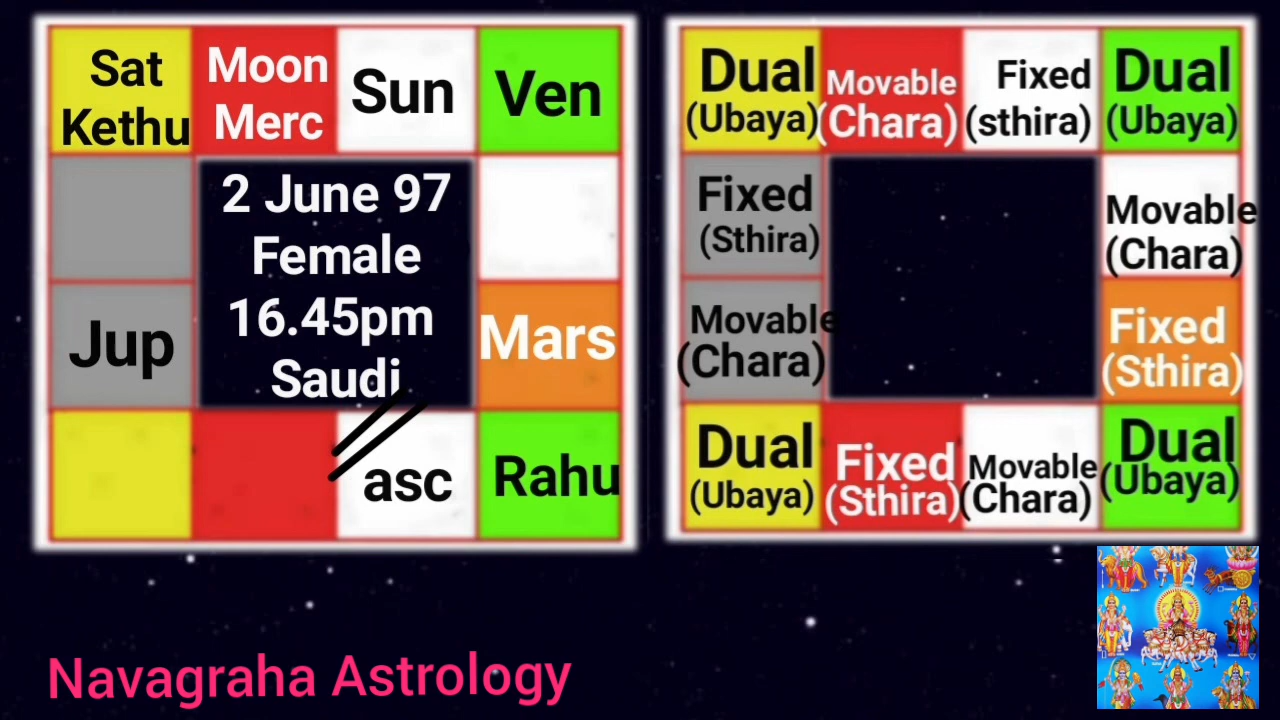 Sat
Kethu
Moon
Merc
Sun
Ven
2 June 97
Female
16.45pm
Saudi
Jup
Mars
asc
Rahu
Dual
(Ubaya)
Movable
(Chara)
Fixed
(sthira)
Dual
(Ubaya)
Fixed
(Sthira)
Movable
(Chara)
Movable
(Chara)
Fixed
(Sthira)
Dual
(Ubaya)
Fixed
(Sthira)
Movable
(Chara)
Dual
(Ubaya)
Navagraha Astrology